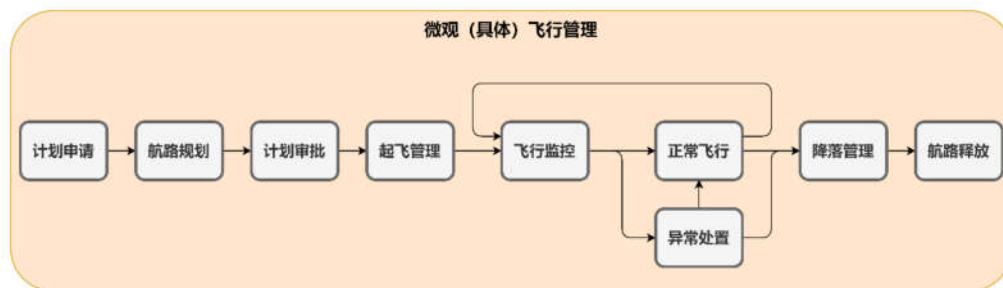 微观（具体）飞行管理
计划申请
航路规划
计划审批
起飞管理
飞行监控
正常飞行
降落管理
航路释放
异常处置